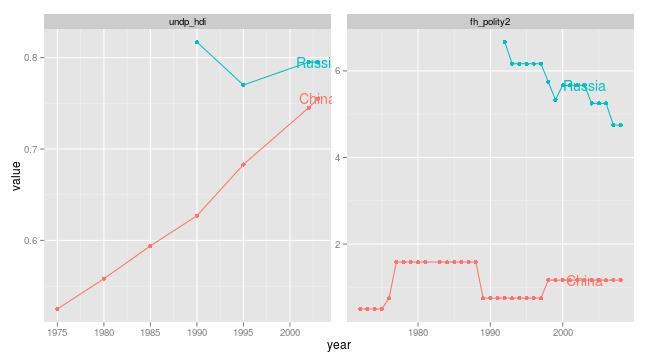 undp_hdi
fh_polity2
value
0.8
0.7
0.6
Russi
China
6
4
2
Russia
China
1975 1980 1985 1990 1995 2000
1980 1990 2000
year